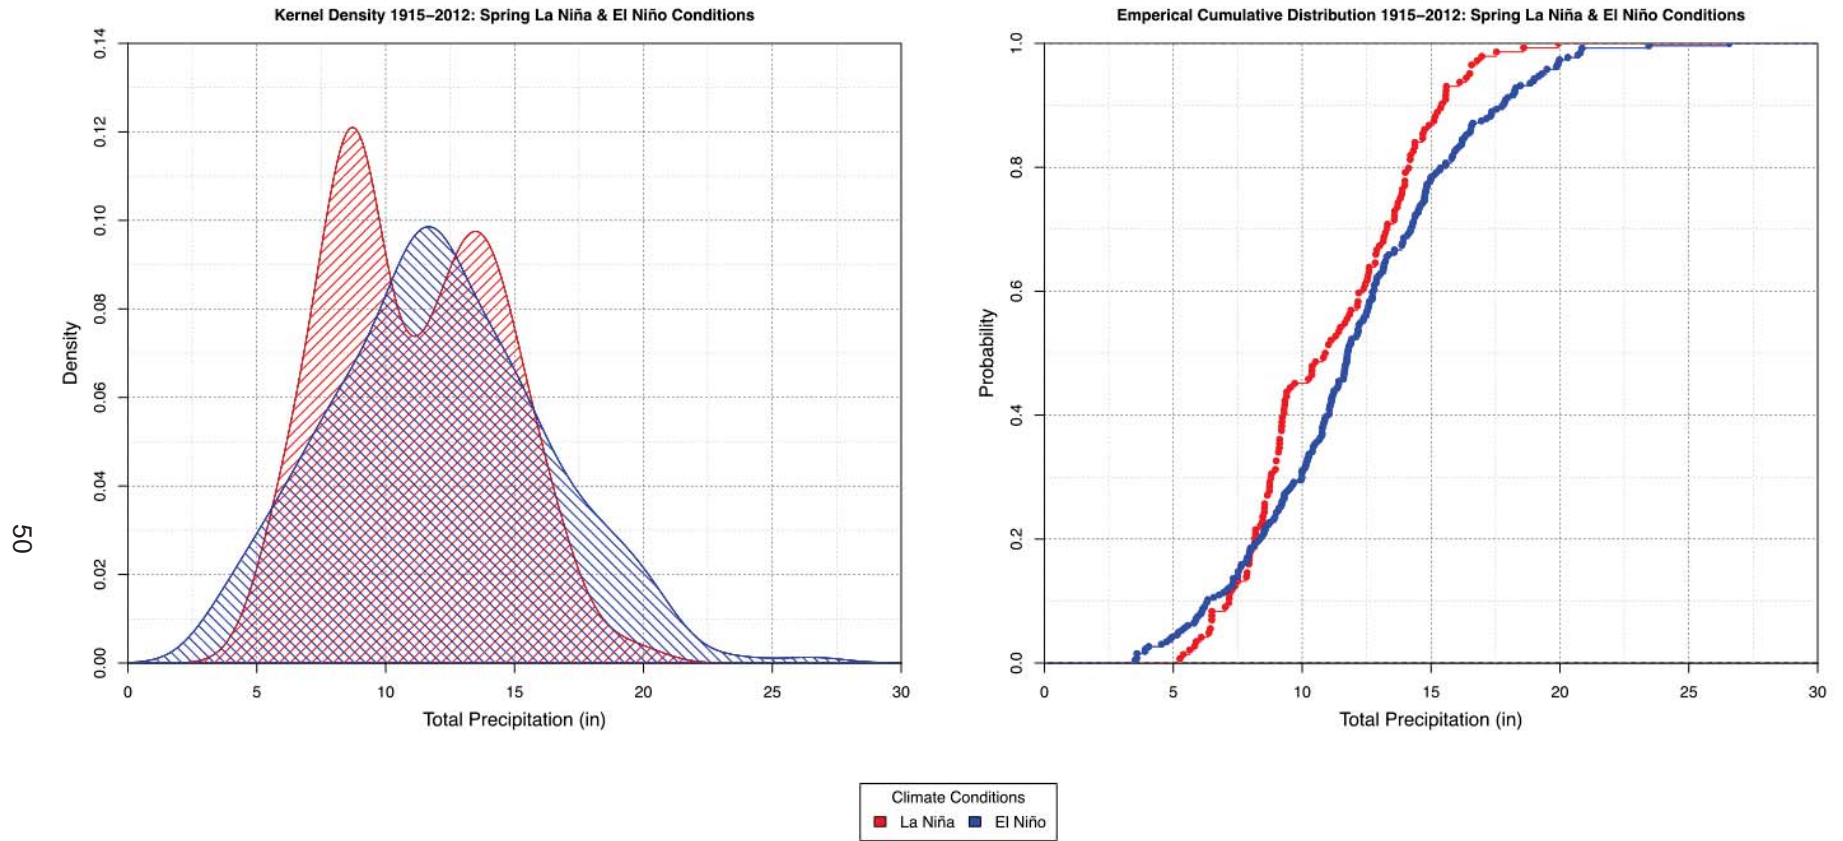 Kernel Density 1915−2012: Spring La Niña & El Niño Conditions
0.14
0.12
0.10
0.08
0.06
0.04
0.02
0.00
Density
0 5 10 15 20 25 30
Total Precipitation (in)
Emperical Cumulative Distribution 1915−2012: Spring La Niña & El Niño Conditions
1.0
0.8
0.6
0.4
0.2
0.0
Probability
0 5 10 15 20 25 30
Total Precipitation (in)
Climate Conditions
La Niña El Niño
50